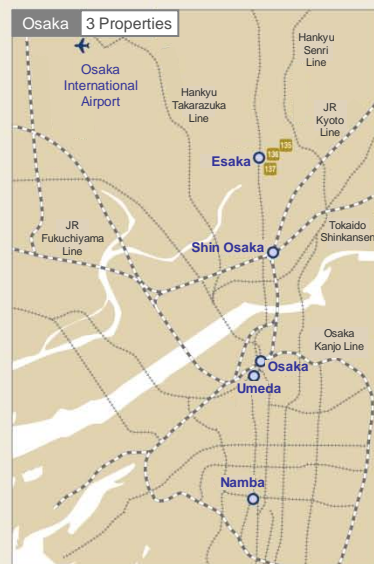 Osaka 3 Properties
Osaka
International
Airport
Hankyu
Senri
Line
Hankyu
Takarazuka
Line
JR
Kyoto
Line
135
Esaka
136
137
JR
Fukuchiyama
Line
Shin Osaka
Tokaido
Shinkansen
Osaka
Kanjo Line
Osaka
Umeda
Namba